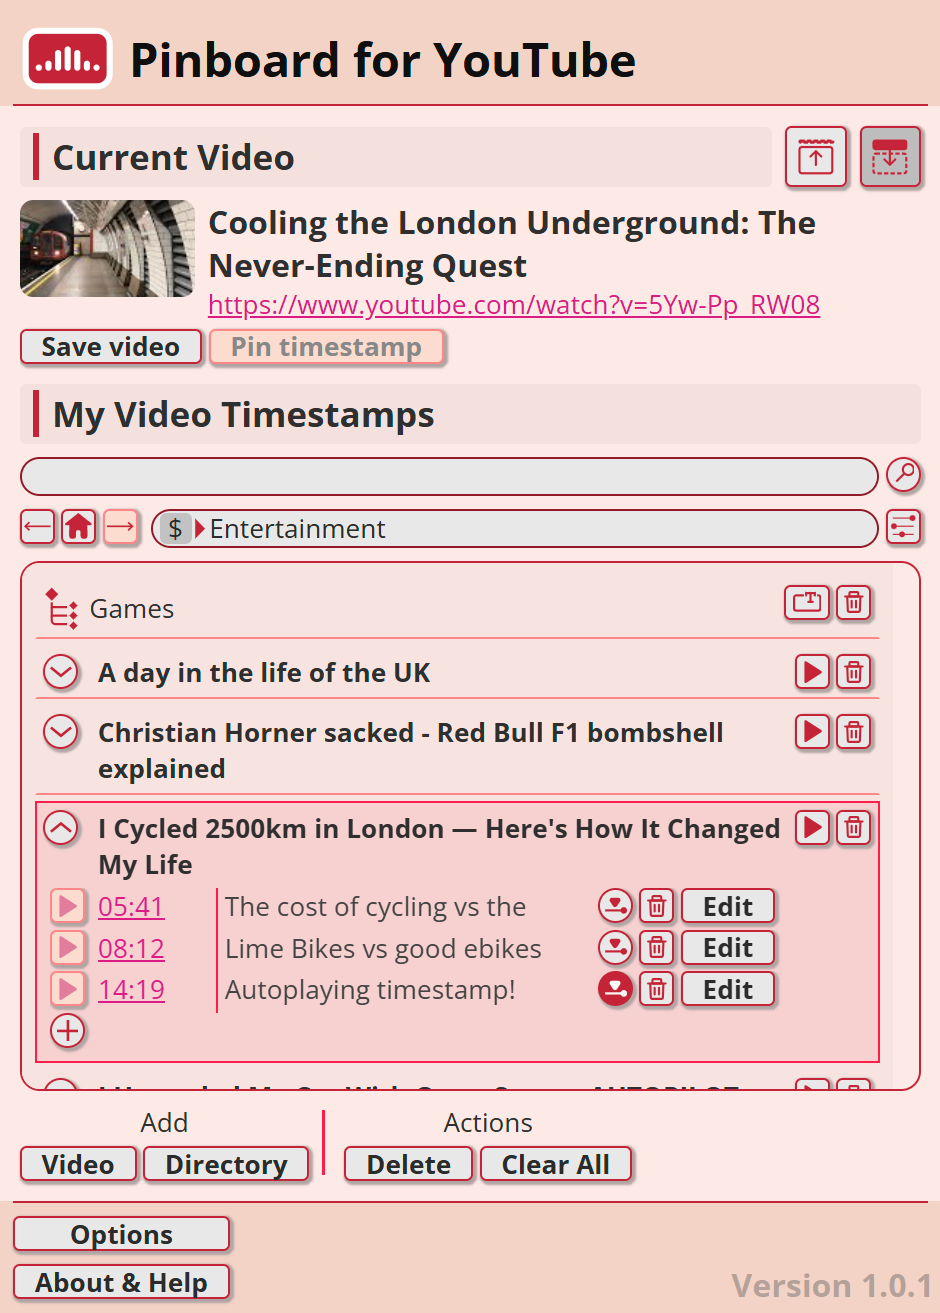 Pinboard for YouTube
Current Video
Cooling the London Underground: The
Never-Ending Quest
https://www.youtube.com/watch?v=5Yw-Pp_RW08
Save video Pin timestamp
My Video Timestamps
$ Entertainment
Games
A day in the life of the UK
Christian Horner sacked - Red Bull F1 bombshell
explained
I Cycled 2500km in London — Here's How It Changed
My Life
05:41 The cost of cycling vs the
Edit
08:12 Lime Bikes vs good ebikes
Edit
14:19 Autoplaying timestamp!
Edit
Add Actions
Video Directory Delete Clear All
Options
About & Help
Version 1.0.1